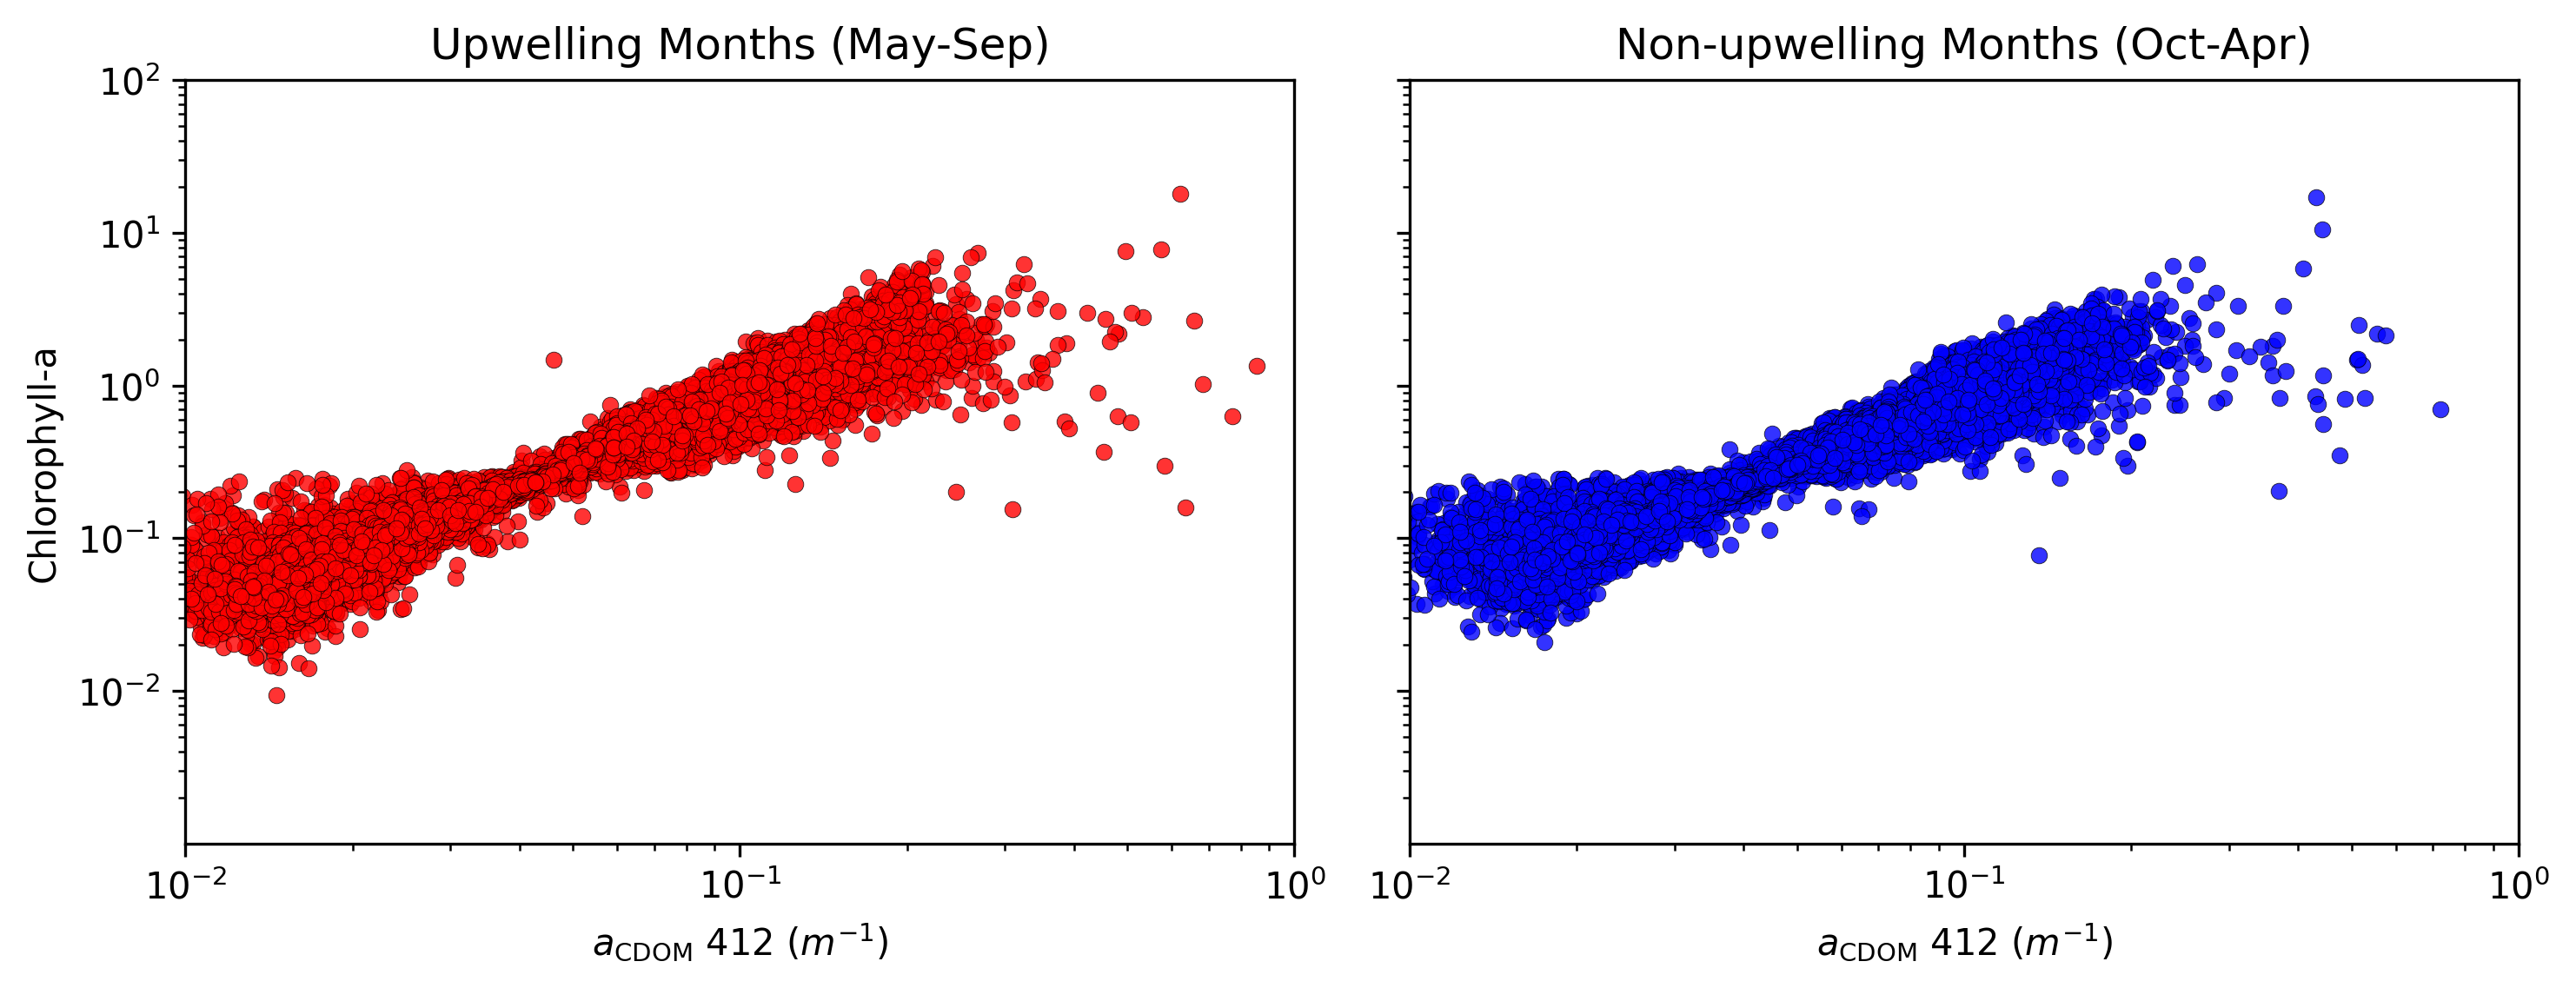 Upwelling Months (May-Sep)
Non-upwelling Months (Oct-Apr)
Chlorophyll-a
10²
10¹
10⁰
10⁻¹
10⁻²
10⁻²
10⁻¹
10⁰
10⁻²
10⁻¹
10⁰
a_CDOM 412 (m⁻¹)
a_CDOM 412 (m⁻¹)